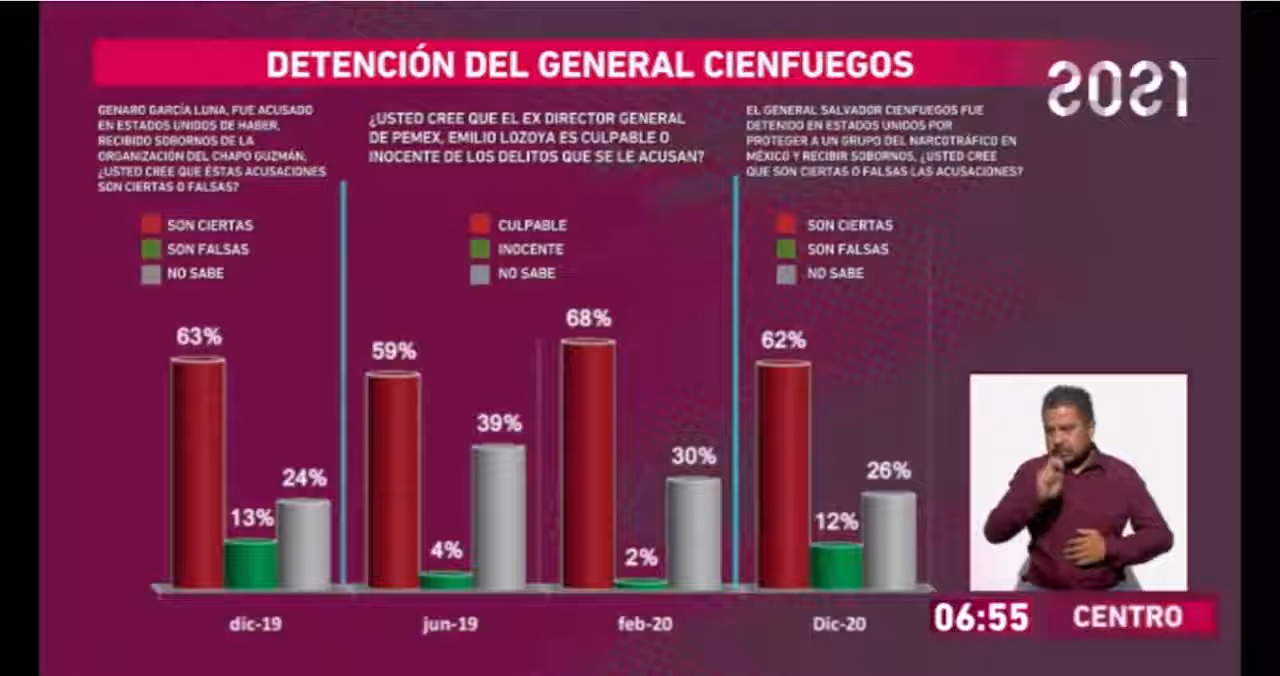 DETENCIÓN DEL GENERAL CIENFUEGOS
2021
GENARO GARCÍA LUNA, FUE ACUSADO
EN ESTADOS UNIDOS DE HABER,
RECIBIDO SOBORNOS DE LA
ORGANIZACIÓN DEL CHAPO GUZMÁN,
¿USTED CREE QUE ÉSTAS ACUSACIONES
SON CIERTAS O FALSAS?
SON CIERTAS
SON FALSAS
NO SABE
63%
13%
24%
dic-19
¿USTED CREE QUE EL EX DIRECTOR GENERAL
DE PEMEX, EMILIO LOZOYA ES CULPABLE O
INOCENTE DE LOS DELITOS QUE SE LE ACUSAN?
CULPABLE
INOCENTE
NO SABE
59%
4%
39%
jun-19
68%
2%
30%
feb-20
EL GENERAL SALVADOR CIENFUEGOS FUE
DETENIDO EN ESTADOS UNIDOS POR
PROTEGER A UN GRUPO DEL NARCOTRÁFICO EN
MÉXICO Y RECIBIR SOBORNOS, ¿USTED CREE
QUE SON CIERTAS O FALSAS LAS ACUSACIONES?
SON CIERTAS
SON FALSAS
NO SABE
62%
12%
26%
Dic-20
06:55 CENTRO